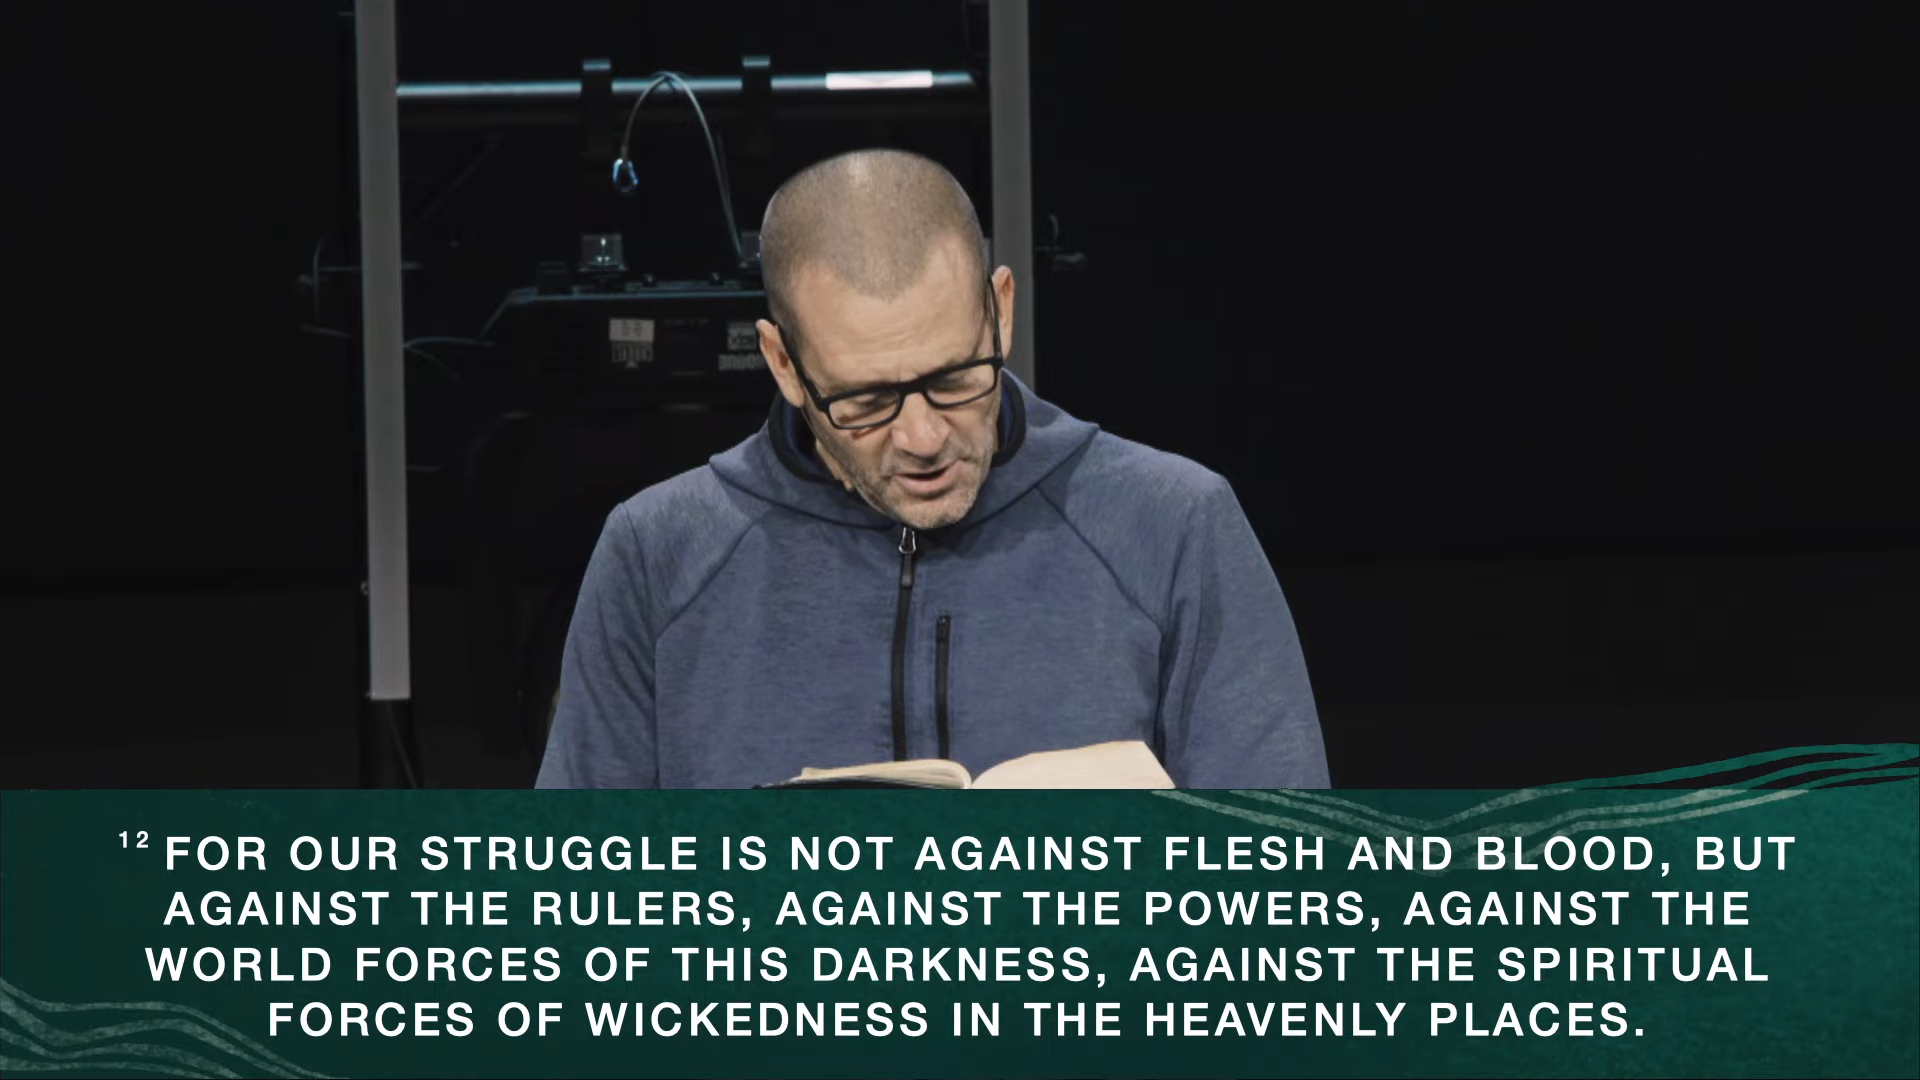 ¹² FOR OUR STRUGGLE IS NOT AGAINST FLESH AND BLOOD, BUT
AGAINST THE RULERS, AGAINST THE POWERS, AGAINST THE
WORLD FORCES OF THIS DARKNESS, AGAINST THE SPIRITUAL
FORCES OF WICKEDNESS IN THE HEAVENLY PLACES.